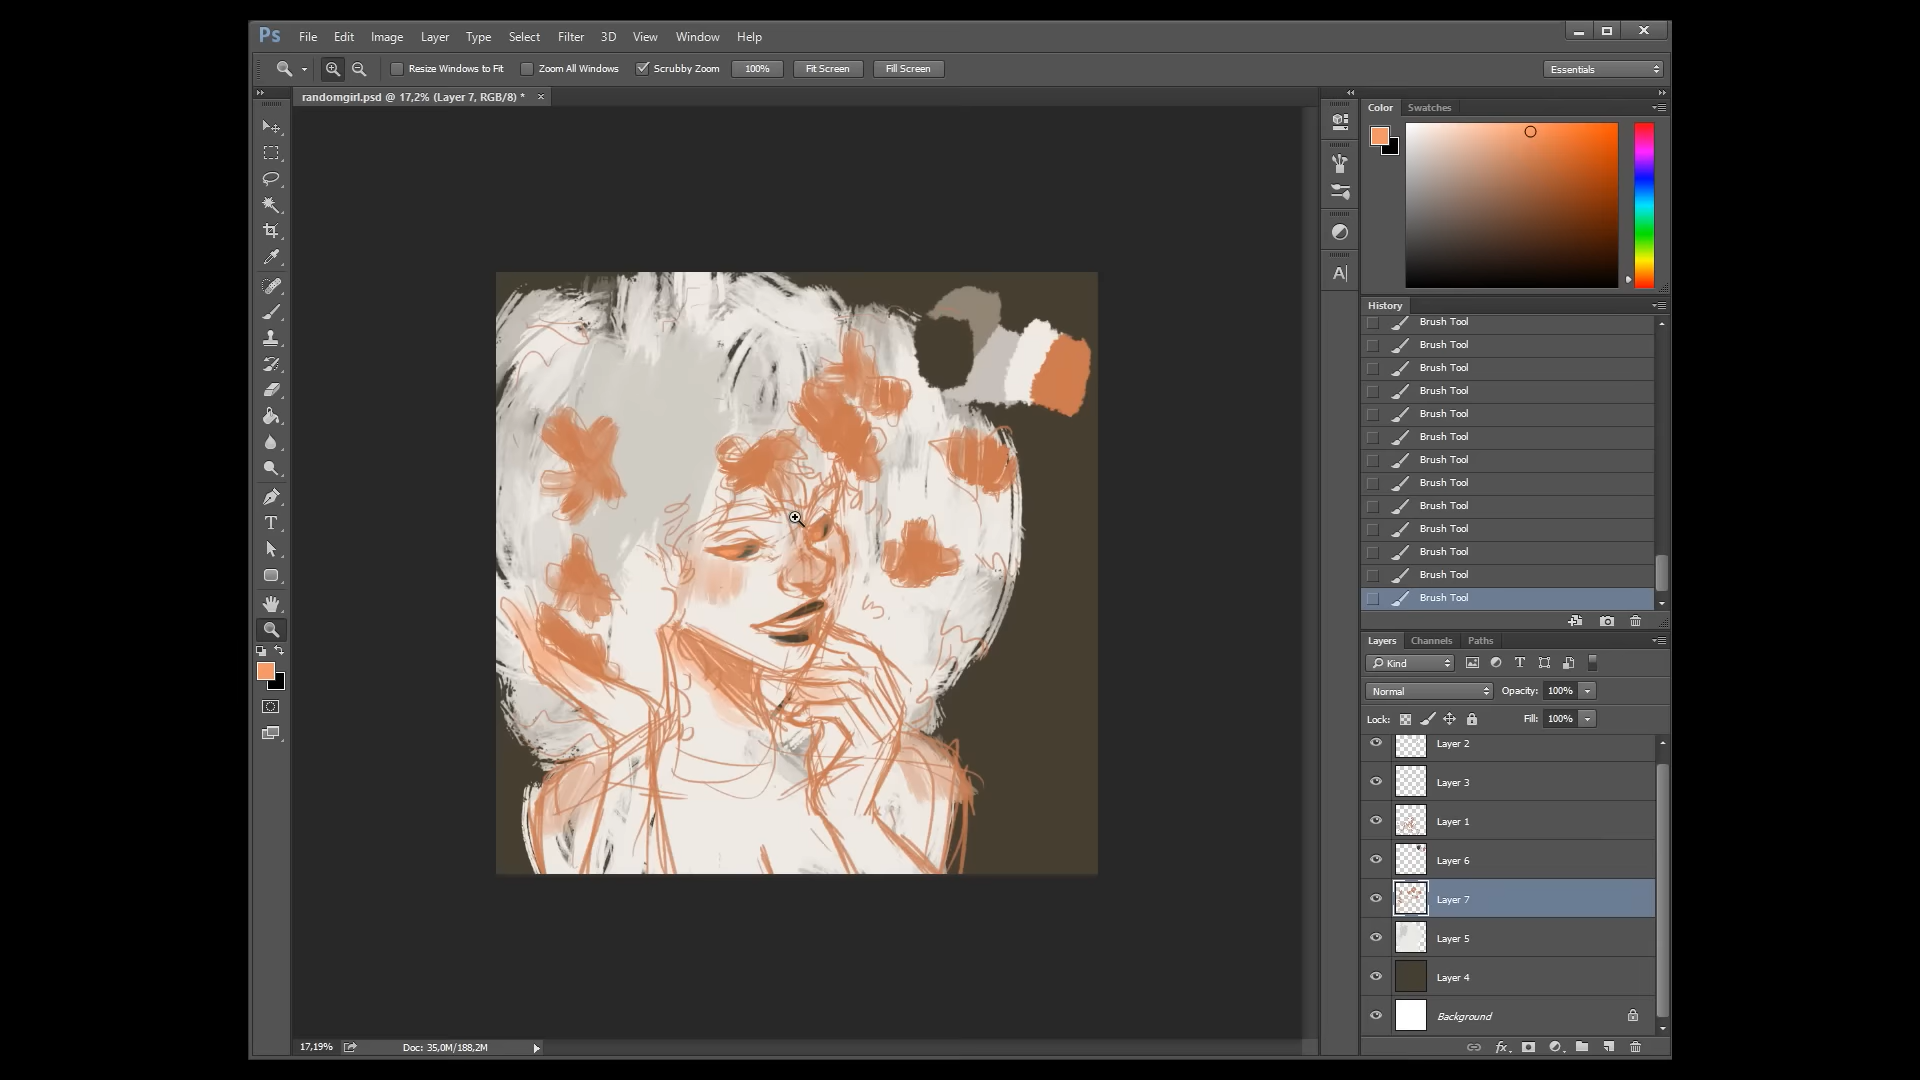 Ps File Edit Image Layer Type Select Filter 3D View Window Help
Resize Windows to Fit Zoom All Windows Scrubby Zoom 100% Fit Screen Fill Screen Essentials
randomgirl.psd @ 17,2% (Layer 7, RGB/8) *
Color Swatches
History
Brush Tool
Brush Tool
Brush Tool
Brush Tool
Brush Tool
Brush Tool
Brush Tool
Brush Tool
Brush Tool
Brush Tool
Brush Tool
Brush Tool
Brush Tool
Layers Channels Paths
Kind
Normal Opacity: 100%
Lock: Fill: 100%
Layer 2
Layer 3
Layer 1
Layer 6
Layer 7
Layer 5
Layer 4
Background
17,19% Doc: 35,0M/188,2M